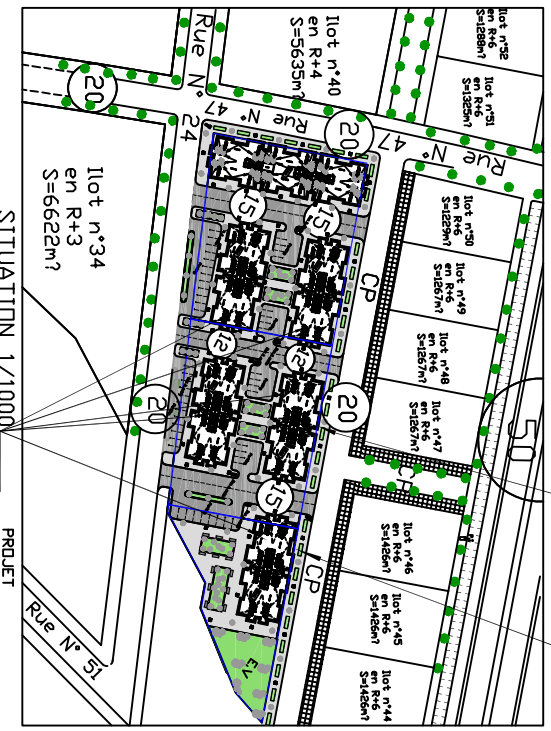 Ilot n°52
en R+6
S=1288m?
Ilot n°51
en R+6
S=1325m?
Ilot n°40
en R+4
S=5635m?
Rue N° 47
Rue N° 47
Rue N°
24
20
20
Ilot n°34
en R+3
S=6622m?
15
15
CP
Ilot n°50
en R+6
S=1229m?
Ilot n°49
en R+6
S=1267m?
Ilot n°48
en R+6
S=1267m?
Ilot n°47
en R+6
S=1267m?
12
12
20
20
50
15
CP
Ilot n°46
en R+6
S=1426m?
Ilot n°45
en R+6
S=1426m?
Ilot n°44
en R+6
S=1426m?
E.V
Rue N° 51
SITUATION 1/1000
PROJET